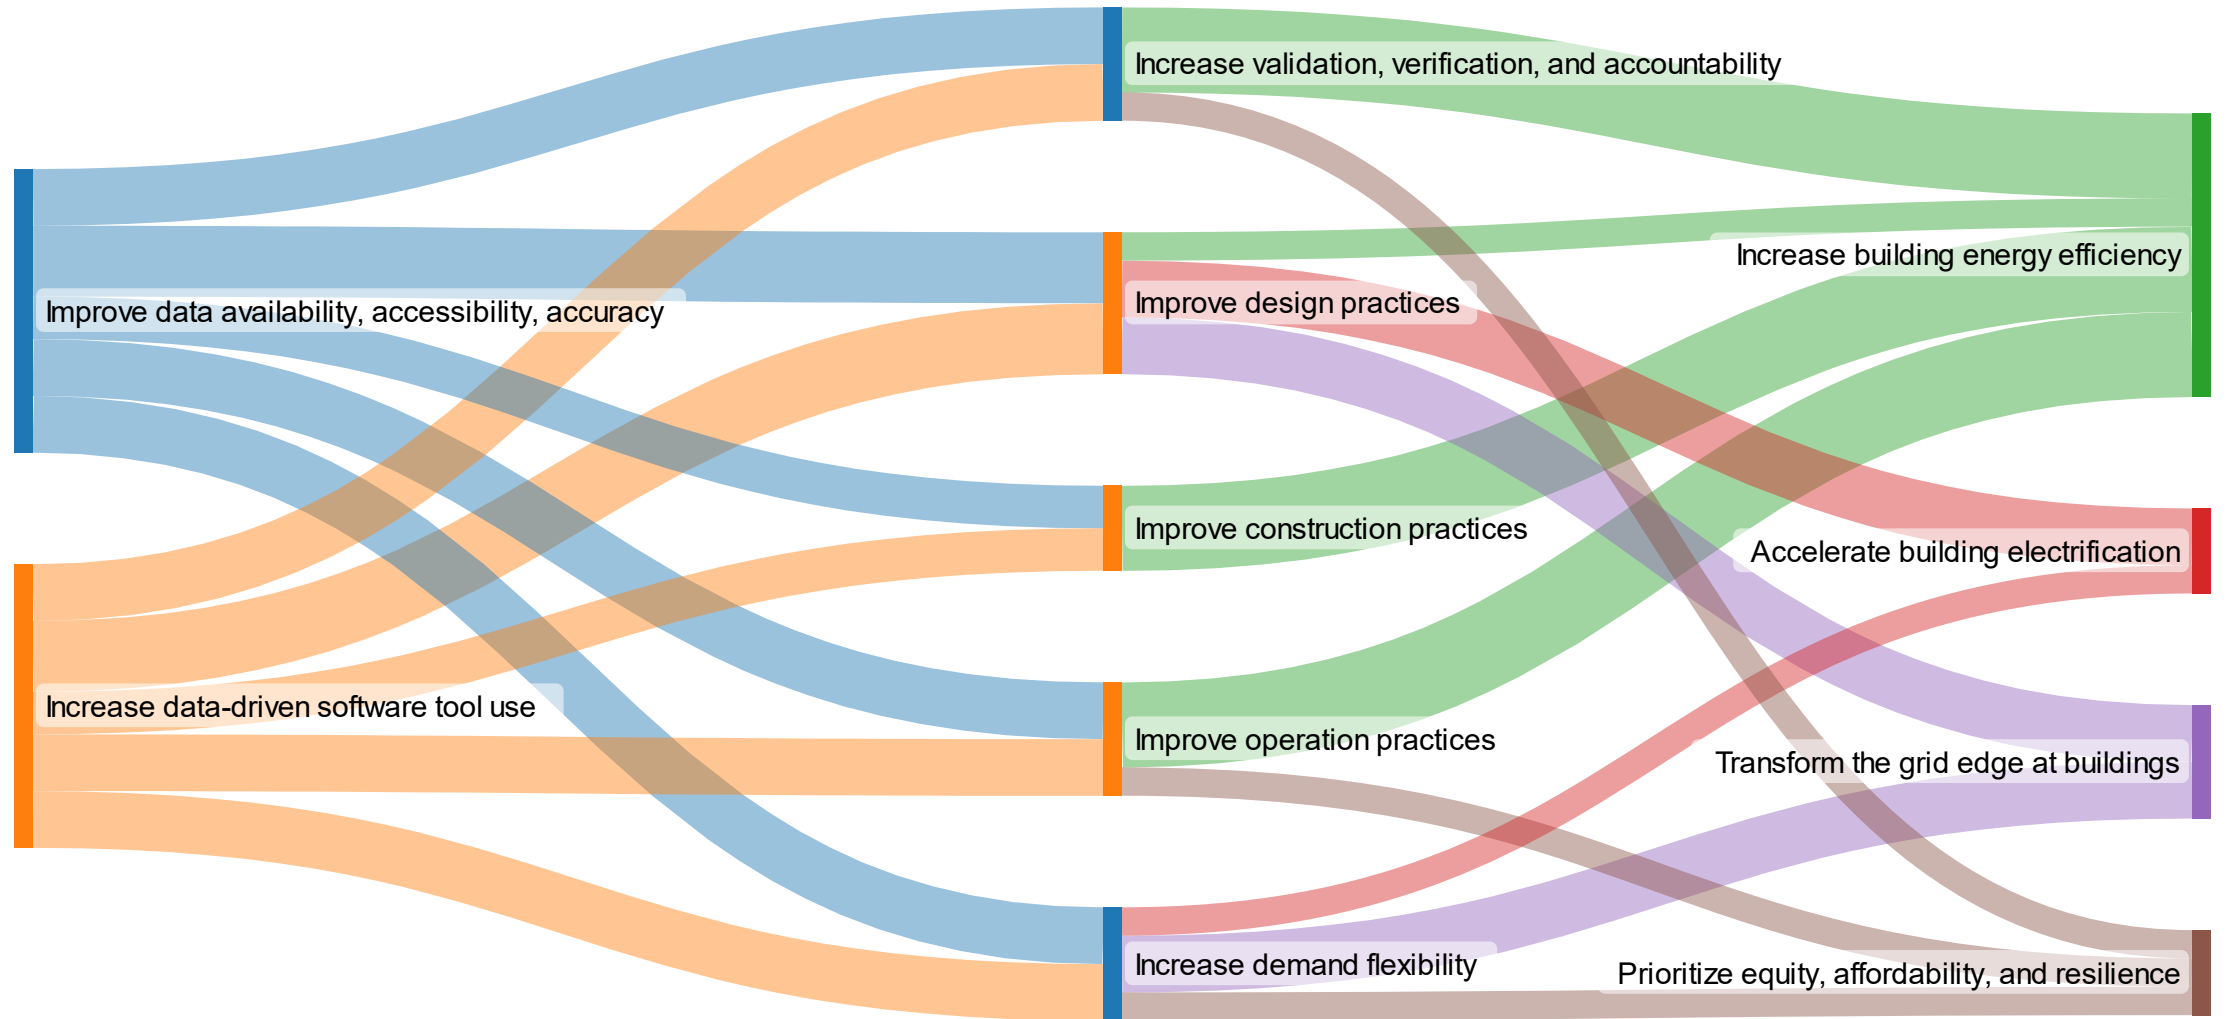 Increase validation, verification, and accountability
Increase building energy efficiency
Improve data availability, accessibility, accuracy
Improve design practices
Improve construction practices
Accelerate building electrification
Increase data-driven software tool use
Improve operation practices
Transform the grid edge at buildings
Increase demand flexibility
Prioritize equity, affordability, and resilience